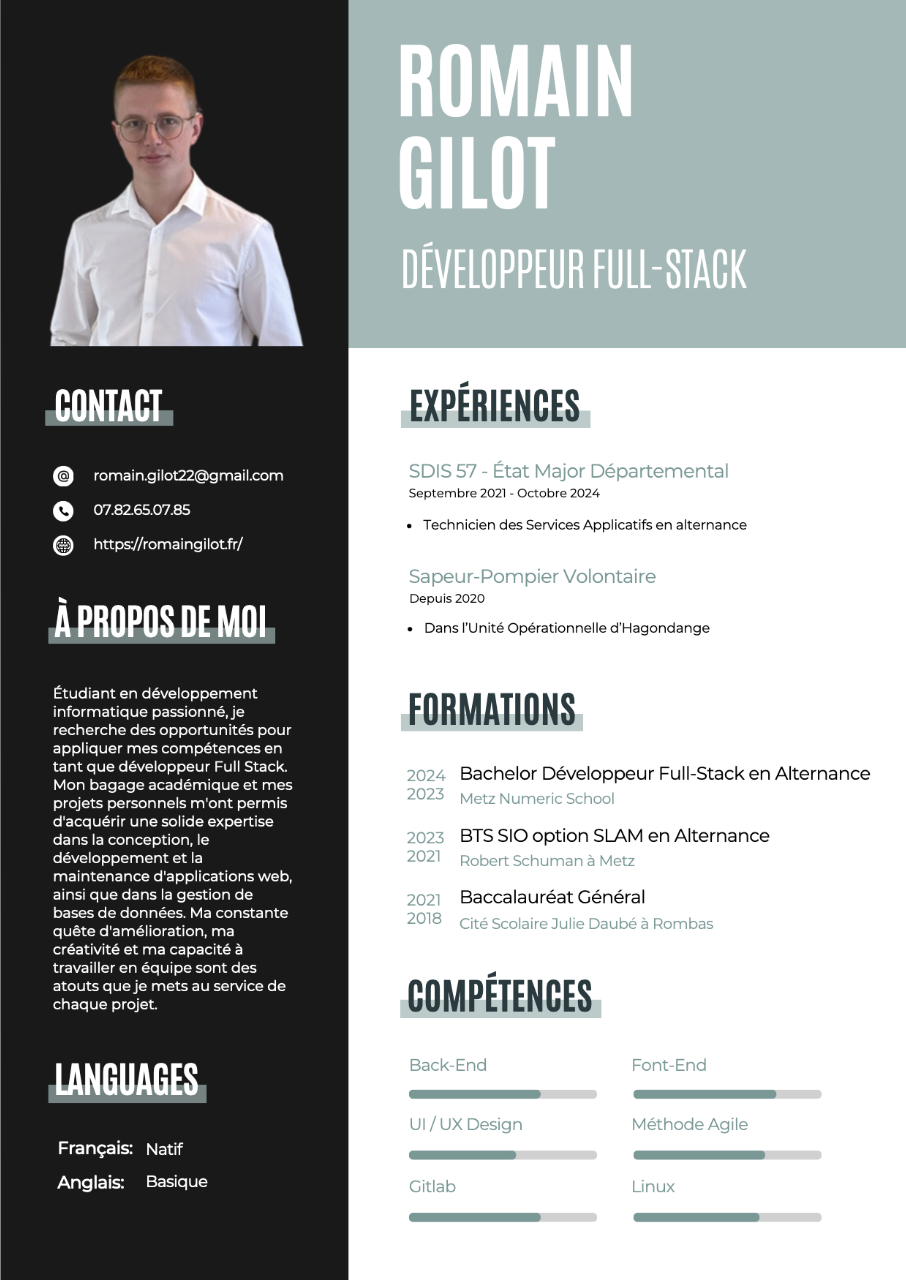 ROMAIN
GILOT
DÉVELOPPEUR FULL-STACK
CONTACT
romain.gilot22@gmail.com
07.82.65.07.85
https://romaingilot.fr/
À PROPOS DE MOI
Étudiant en développement
informatique passionné, je
recherche des opportunités pour
appliquer mes compétences en
tant que développeur Full Stack.
Mon bagage académique et mes
projets personnels m'ont permis
d'acquérir une solide expertise
dans la conception, le
développement et la
maintenance d'applications web,
ainsi que dans la gestion de
bases de données. Ma constante
quête d'amélioration, ma
créativité et ma capacité à
travailler en équipe sont des
atouts que je mets au service de
chaque projet.
LANGUAGES
Français: Natif
Anglais: Basique
EXPÉRIENCES
SDIS 57 - État Major Départemental
Septembre 2021 - Octobre 2024
• Technicien des Services Applicatifs en alternance
Sapeur-Pompier Volontaire
Depuis 2020
• Dans l’Unité Opérationnelle d’Hagondange
FORMATIONS
2024
2023
Bachelor Développeur Full-Stack en Alternance
Metz Numeric School
2023
2021
BTS SIO option SLAM en Alternance
Robert Schuman à Metz
2021
2018
Baccalauréat Général
Cité Scolaire Julie Daubé à Rombas
COMPÉTENCES
Back-End
Font-End
UI / UX Design
Méthode Agile
Gitlab
Linux